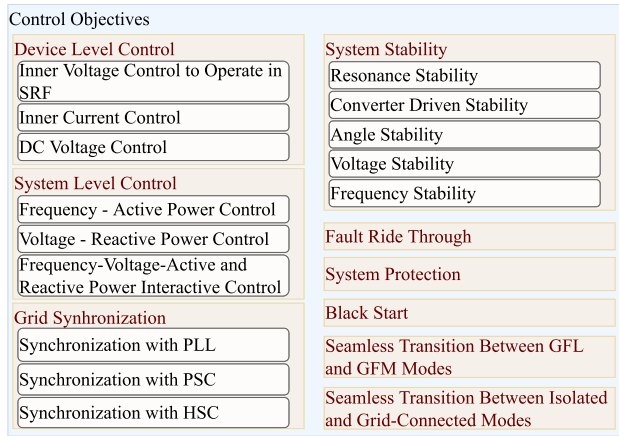 Control Objectives
Device Level Control
Inner Voltage Control to Operate in
SRF
Inner Current Control
DC Voltage Control
System Level Control
Frequency - Active Power Control
Voltage - Reactive Power Control
Frequency-Voltage-Active and
Reactive Power Interactive Control
Grid Synhronization
Synchronization with PLL
Synchronization with PSC
Synchronization with HSC
System Stability
Resonance Stability
Converter Driven Stability
Angle Stability
Voltage Stability
Frequency Stability
Fault Ride Through
System Protection
Black Start
Seamless Transition Between GFL
and GFM Modes
Seamless Transition Between Isolated
and Grid-Connected Modes